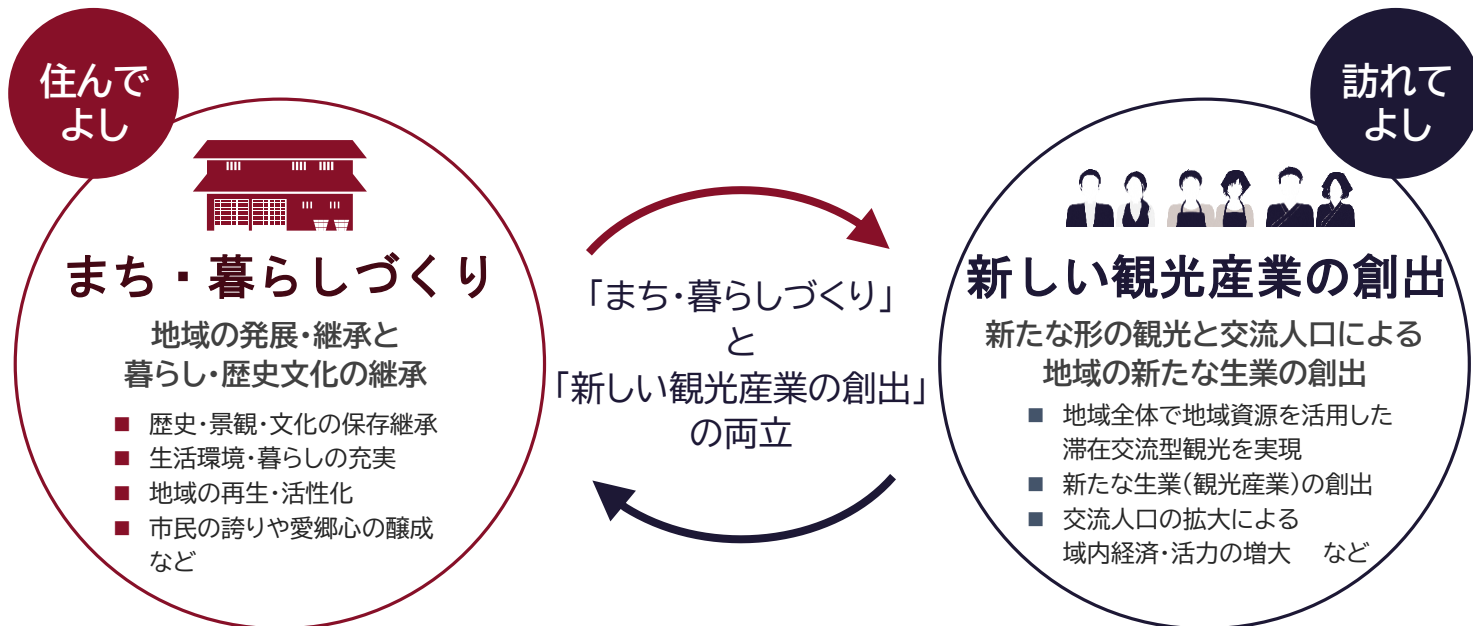 住んで
よし
まち・暮らしづくり
地域の発展・継承と
暮らし・歴史文化の継承
■ 歴史・景観・文化の保存継承
■ 生活環境・暮らしの充実
■ 地域の再生・活性化
■ 市民の誇りや愛郷心の醸成
など
「まち・暮らしづくり」
と
「新しい観光産業の創出」
の両立
訪れて
よし
新しい観光産業の創出
新たな形の観光と交流人口による
地域の新たな生業の創出
■ 地域全体で地域資源を活用した
滞在交流型観光を実現
■ 新たな生業(観光産業)の創出
■ 交流人口の拡大による
域内経済・活力の増大　など